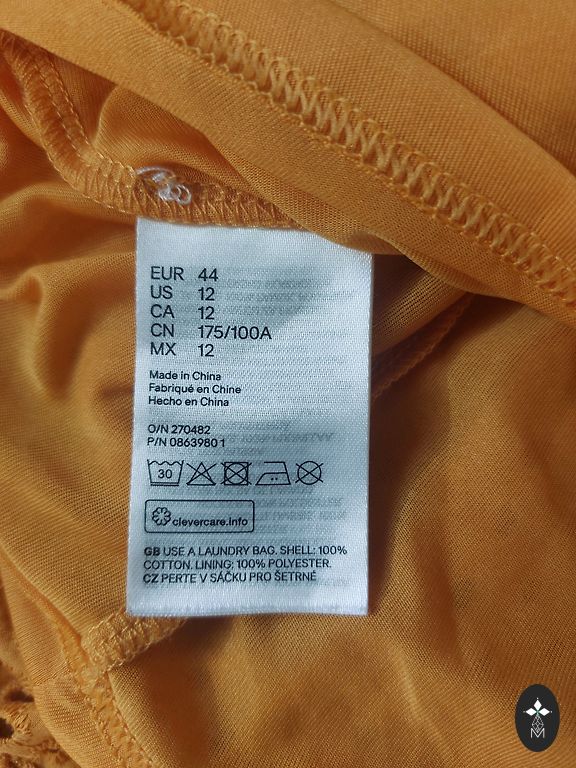 EUR 44
US 12
CA 12
CN 175/100A
MX 12
Made in China
Fabriqué en Chine
Hecho en China
O/N 270482
P/N 0863980 1
30
clevercare.info
GB USE A LAUNDRY BAG. SHELL: 100%
COTTON. LINING; 100% POLYESTER.
CZ PERTE V SÁČKU PRO ŠETRNÉ